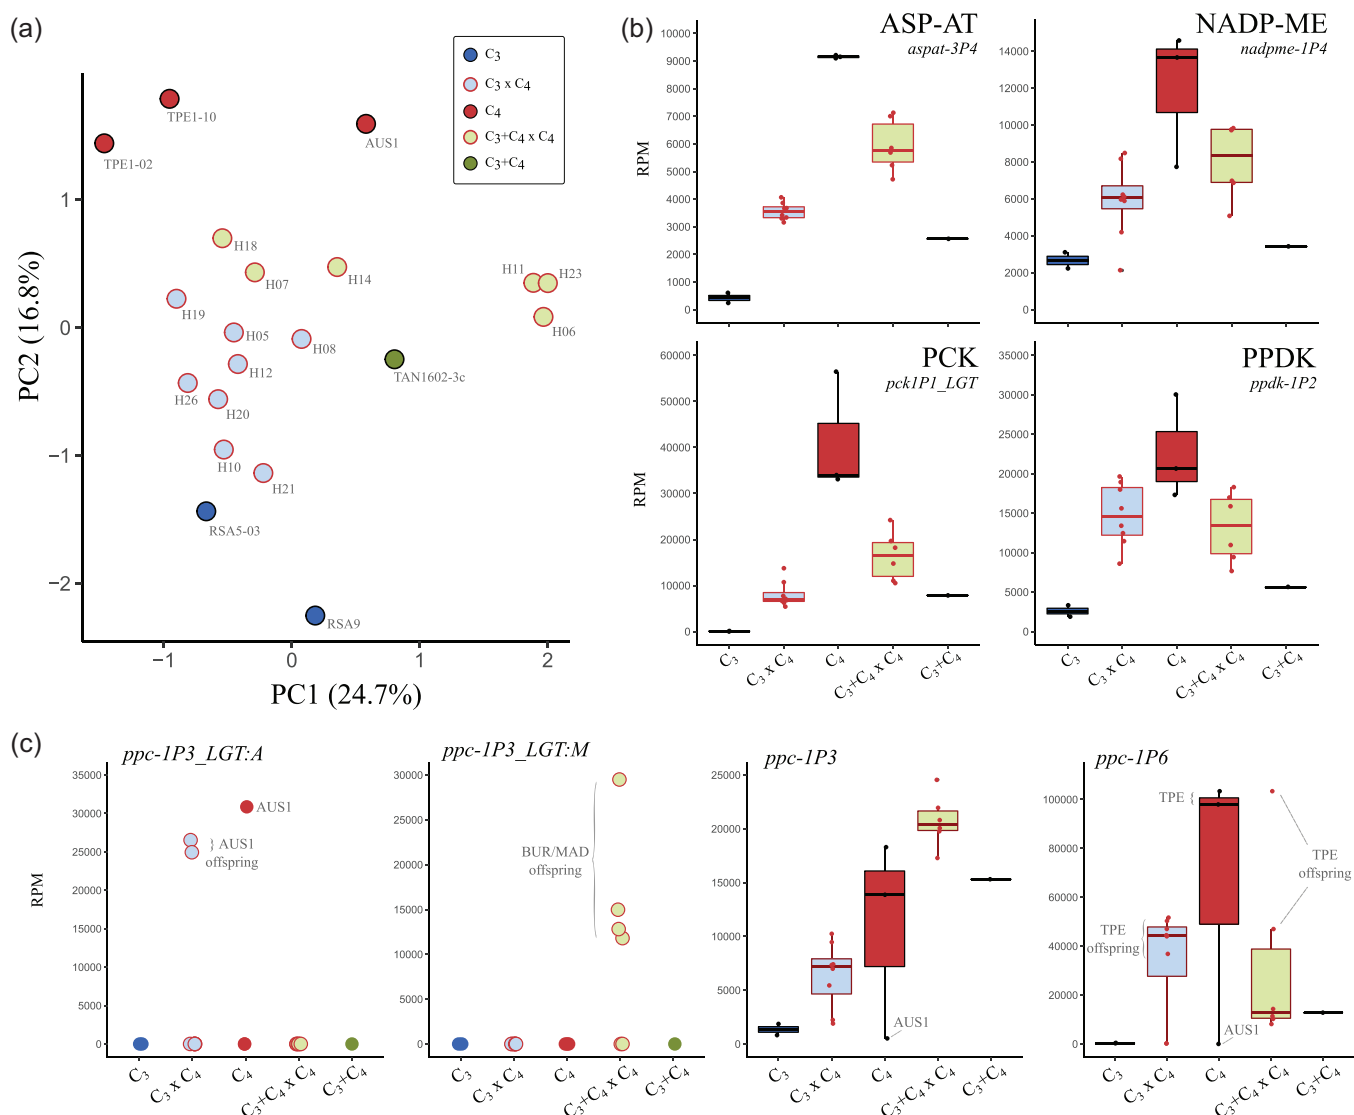 (a)
C3
C3 x C4
C4
C3+C4 x C4
C3+C4
TPE1-10
TPE1-02
AUS1
H18
H07
H14
H11
H23
H06
H19
H05
H08
H12
TAN1602-3c
H26
H20
H10
H21
RSA5-03
RSA9
1
0
−1
−2
−1
0
1
2
PC2 (16.8%)
PC1 (24.7%)
(b)
ASP-AT
aspat-3P4
RPM
10000
9000
8000
7000
6000
5000
4000
3000
2000
1000
0
NADP-ME
nadpme-1P4
14000
12000
10000
8000
6000
4000
2000
0
PCK
pck1P1_LGT
RPM
60000
50000
40000
30000
20000
10000
0
C3
C3 x C4
C4
C3+C4 x C4
C3+C4
PPDK
ppdk-1P2
35000
30000
25000
20000
15000
10000
5000
0
C3
C3 x C4
C4
C3+C4 x C4
C3+C4
(c)
ppc-1P3_LGT:A
RPM
35000
30000
25000
20000
15000
10000
5000
0
AUS1
AUS1
offspring
C3
C3 x C4
C4
C3+C4 x C4
C3+C4
ppc-1P3_LGT:M
30000
25000
20000
15000
10000
5000
0
BUR/MAD
offspring
C3
C3 x C4
C4
C3+C4 x C4
C3+C4
ppc-1P3
25000
20000
15000
10000
5000
0
AUS1
C3
C3 x C4
C4
C3+C4 x C4
C3+C4
ppc-1P6
100000
80000
60000
40000
20000
0
TPE
TPE
offspring
TPE
offspring
AUS1
C3
C3 x C4
C4
C3+C4 x C4
C3+C4